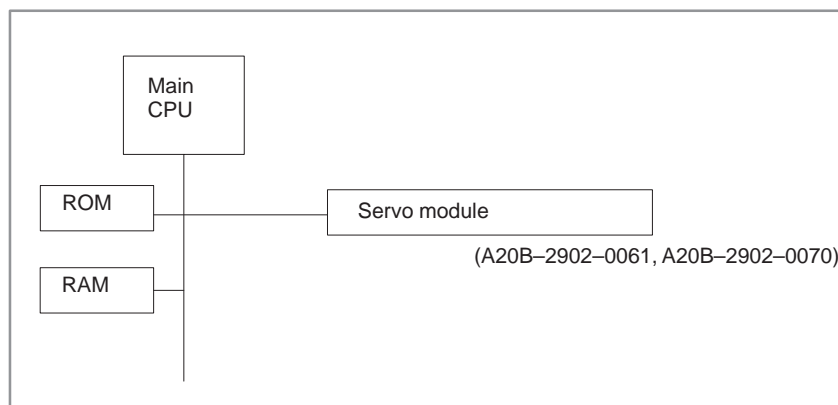 Main
CPU
ROM
Servo module
(A20B–2902–0061, A20B–2902–0070)
RAM